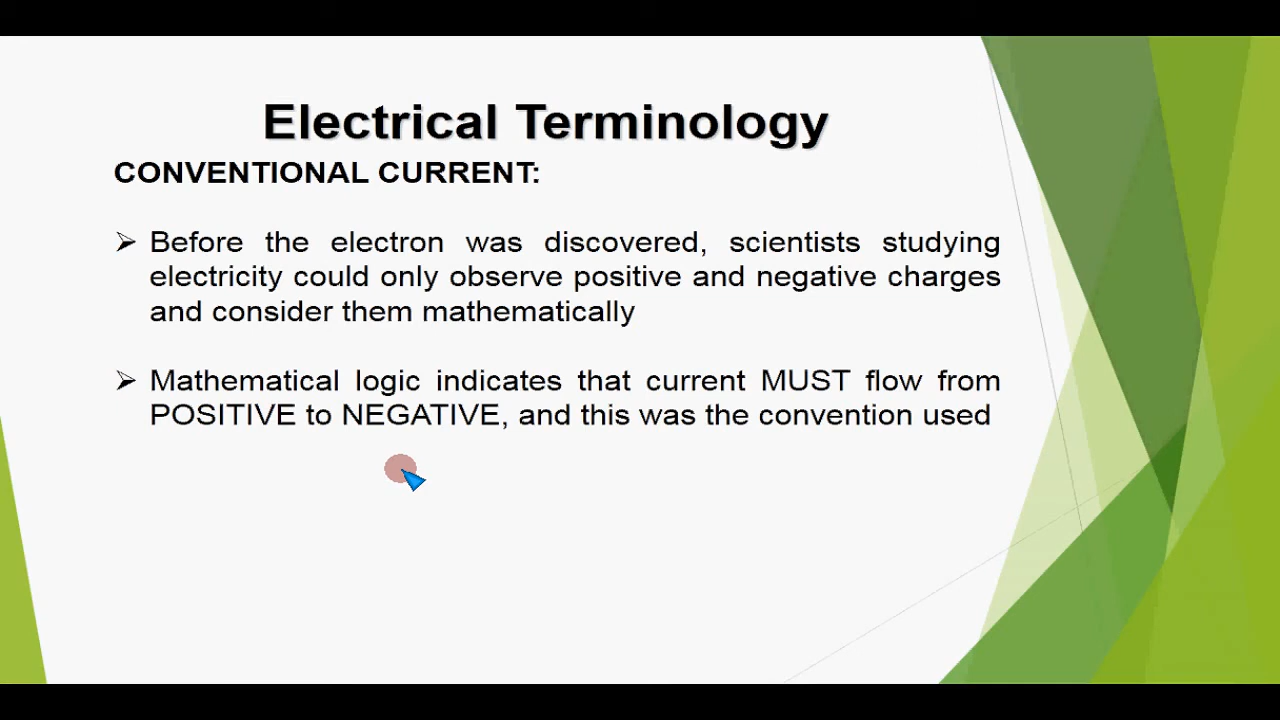 Electrical Terminology
CONVENTIONAL CURRENT:
➢ Before the electron was discovered, scientists studying
electricity could only observe positive and negative charges
and consider them mathematically
➢ Mathematical logic indicates that current MUST flow from
POSITIVE to NEGATIVE, and this was the convention used